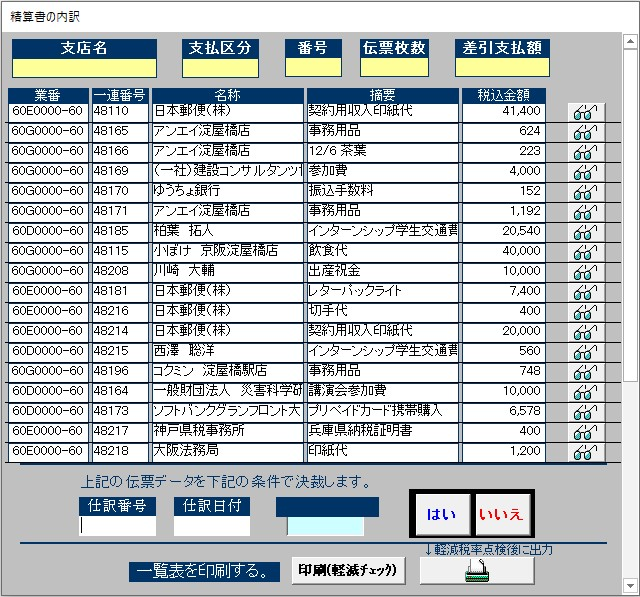 精算書の内訳
支店名 支払区分 番号 伝票枚数 差引支払額
業番 一連番号 名称 摘要 税込金額
60E0000-60 48110 日本郵便(株) 契約用収入印紙代 41,400
60G0000-60 48165 アンエイ淀屋橋店 事務用品 624
60G0000-60 48166 アンエイ淀屋橋店 12/6 茶葉 223
60G0000-60 48169 (一社)建設コンサルタンツ 参加費 4,000
60G0000-60 48170 ゆうちょ銀行 振込手数料 152
60G0000-60 48171 アンエイ淀屋橋店 事務用品 1,192
60D0000-60 48185 柏葉 拓人 インターンシップ学生交通費 20,540
60G0000-60 48115 小ぼけ 京阪淀屋橋店 飲食代 40,000
60G0000-60 48208 川崎 大輔 出産祝金 10,000
60E0000-60 48181 日本郵便(株) レターパックライト 7,400
60E0000-60 48216 日本郵便(株) 切手代 400
60E0000-60 48214 日本郵便(株) 契約用収入印紙代 20,000
60D0000-60 48215 西澤 聡洋 インターンシップ学生交通費 560
60G0000-60 48196 コクミン 淀屋橋駅店 事務用品 748
60D0000-60 48164 一般財団法人 災害科学研 講演会参加費 10,000
60D0000-60 48173 ソフトバンクグランフロント大 プリペイドカード携帯購入 6,578
60E0000-60 48217 神戸県税事務所 兵庫県納税証明書 400
60E0000-60 48218 大阪法務局 印紙代 1,200
上記の伝票データを下記の条件で決裁します。
仕訳番号 仕訳日付
はい いいえ
↓軽減税率点検後に出力
一覧表を印刷する。 印刷(軽減チェック)